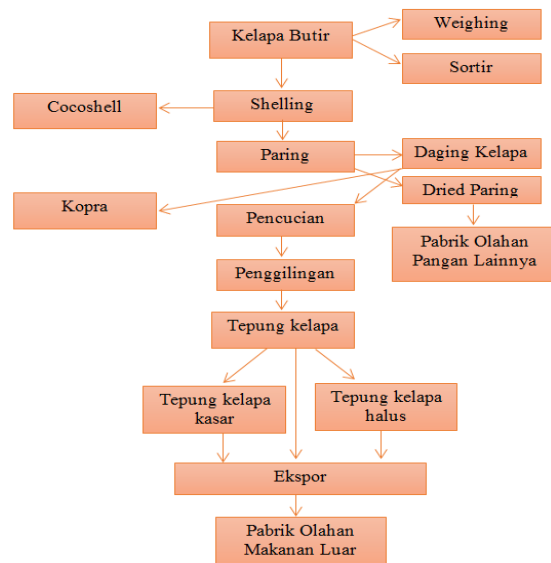 Kelapa Butir
Weighing
Sortir
Cocoshell
Shelling
Paring
Daging Kelapa
Dried Paring
Kopra
Pencucian
Pabrik Olahan
Pangan Lainnya
Penggilingan
Tepung kelapa
Tepung kelapa
kasar
Tepung kelapa
halus
Ekspor
Pabrik Olahan
Makanan Luar